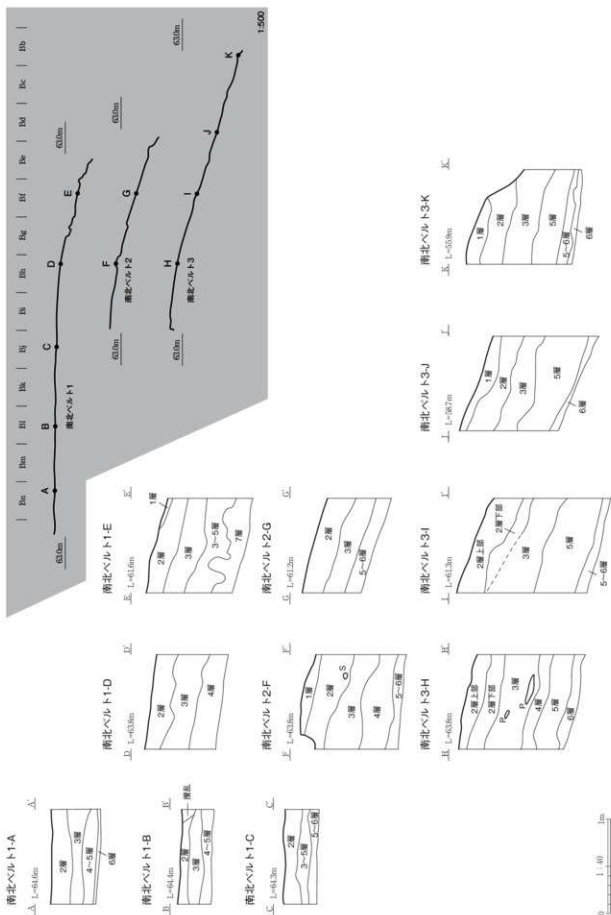 Bn | Bm | Bl | Bk | Bj | Bi | Bh | Bg | Bf | Be | Bd | Bc | Bb
63.0m
A
B
C
D
E
63.0m
南北ベルト1
63.0m
F
G
63.0m
南北ベルト2
63.0m
H
I
J
K
63.0m
南北ベルト3
1:500
南北ベルト1-A
A L=64.6m A'
2層
3層
4～5層
6層
南北ベルト1-B
B L=64.4m B'
2層
3層
4～5層
攪乱
南北ベルト1-C
C L=64.3m C'
2層
3～5層
5～6層
南北ベルト1-D
D L=63.8m D'
2層
3層
4層
南北ベルト1-E
E L=61.6m E'
1層
2層
3層
3～5層
7層
南北ベルト2-F
F L=63.8m F'
1層
2層
S
3層
4層
5～6層
南北ベルト2-G
G L=61.2m G'
2層
3層
5～6層
南北ベルト3-H
H L=63.8m H'
2層上部
2層下部
P
3層
P
4層
5層
6層
南北ベルト3-I
I L=61.3m I'
2層上部
2層下部
3層
5層
5～6層
南北ベルト3-J
J L=58.7m J'
1層
2層
3層
5層
6層
南北ベルト3-K
K L=55.9m K'
1層
2層
3層
5層
5～6層
6層
0 1:40 1m